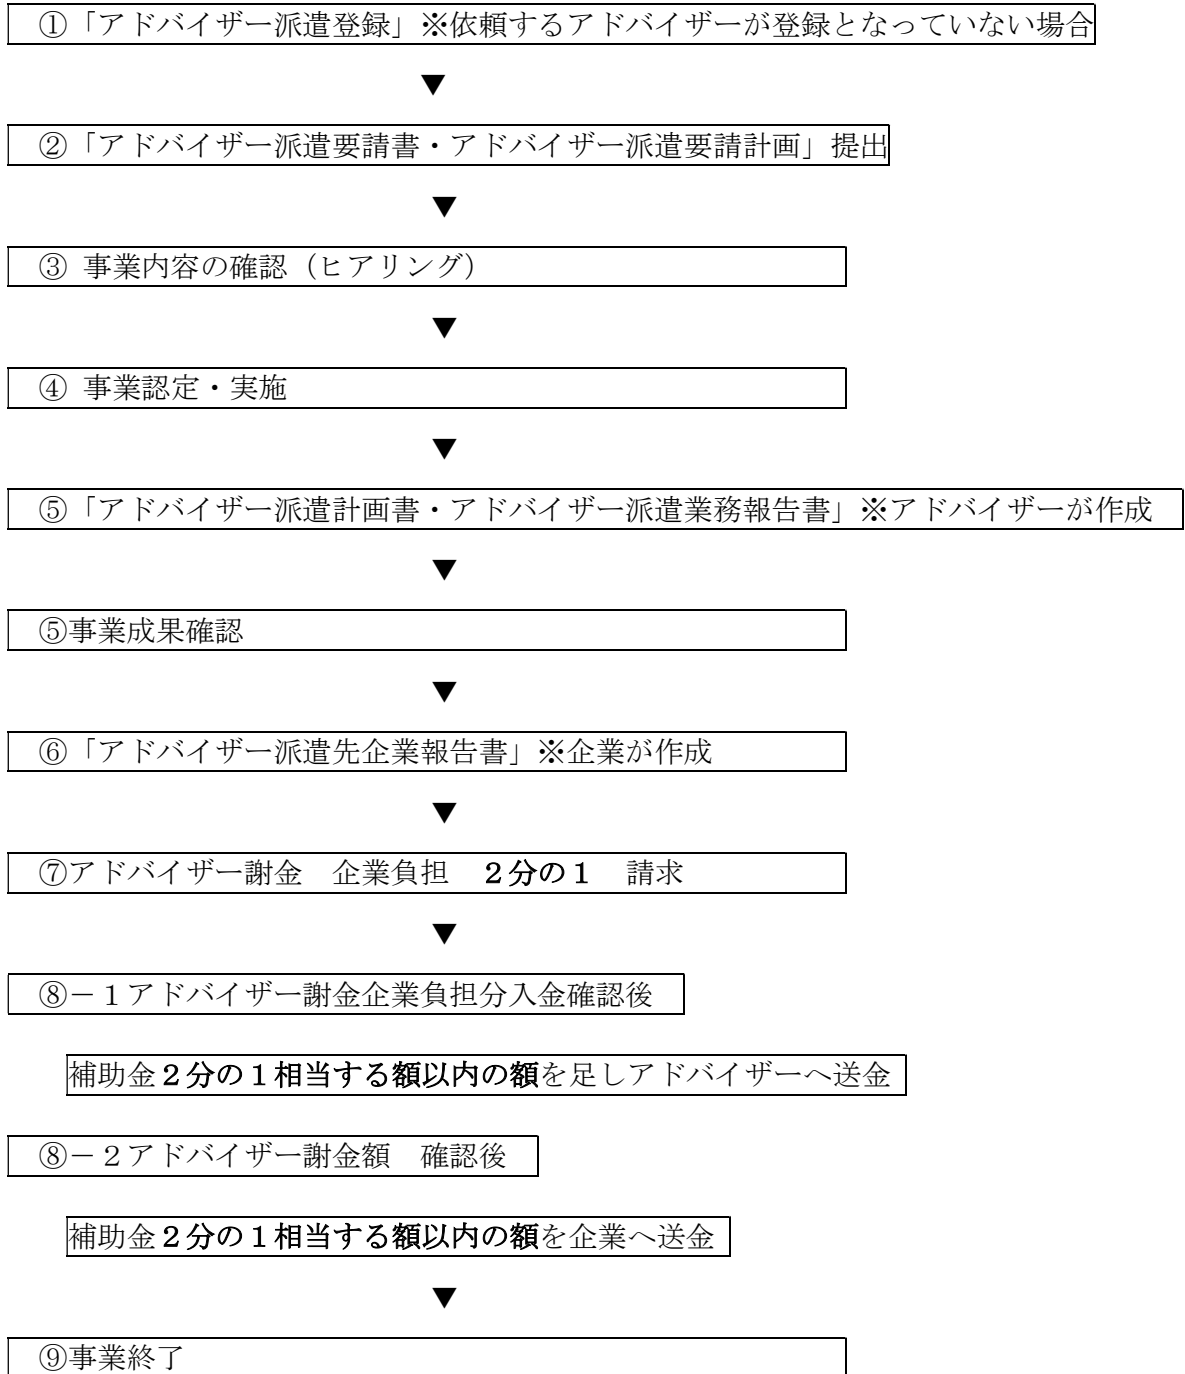 ①「アドバイザー派遣登録」※依頼するアドバイザーが登録となっていない場合
▼
②「アドバイザー派遣要請書・アドバイザー派遣要請計画」提出
▼
③ 事業内容の確認（ヒアリング）
▼
④ 事業認定・実施
▼
⑤「アドバイザー派遣計画書・アドバイザー派遣業務報告書」※アドバイザーが作成
▼
⑤事業成果確認
▼
⑥「アドバイザー派遣先企業報告書」※企業が作成
▼
⑦アドバイザー謝金　企業負担　２分の１　請求
▼
⑧－１アドバイザー謝金企業負担分入金確認後
補助金２分の１相当する額以内の額を足しアドバイザーへ送金
⑧－２アドバイザー謝金額　確認後
補助金２分の１相当する額以内の額を企業へ送金
▼
⑨事業終了